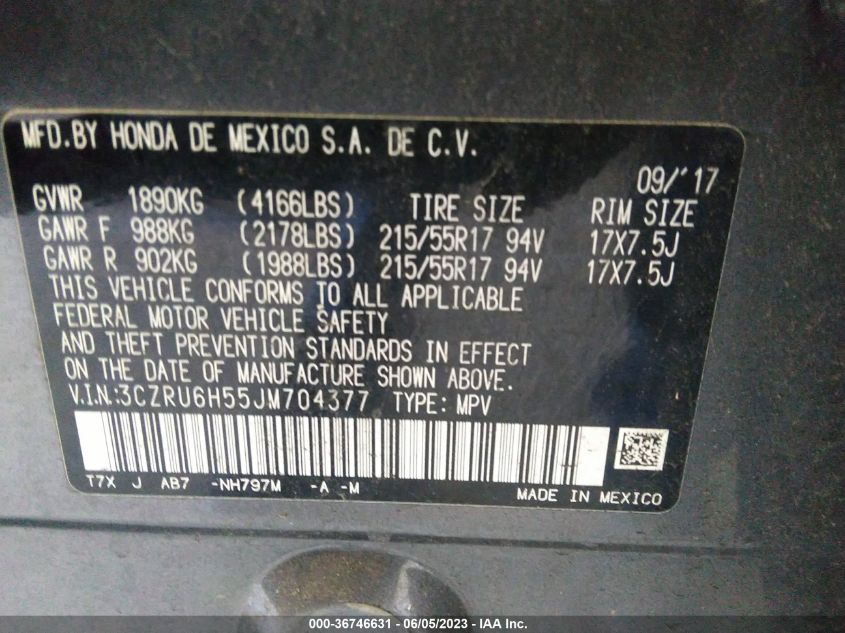 MFD.BY HONDA DE MEXICO S.A. DE C.V.
09/'17
GVWR 1890KG (4166LBS) TIRE SIZE RIM SIZE
GAWR F 988KG (2178LBS) 215/55R17 94V 17X7.5J
GAWR R 902KG (1988LBS) 215/55R17 94V 17X7.5J
THIS VEHICLE CONFORMS TO ALL APPLICABLE
FEDERAL MOTOR VEHICLE SAFETY
AND THEFT PREVENTION STANDARDS IN EFFECT
ON THE DATE OF MANUFACTURE SHOWN ABOVE.
V.I.N.:3CZRU6H55JM704377 TYPE: MPV
T7X J AB7 -NH797M -A -M
MADE IN MEXICO
000-36746631 - 06/05/2023 - IAA Inc.